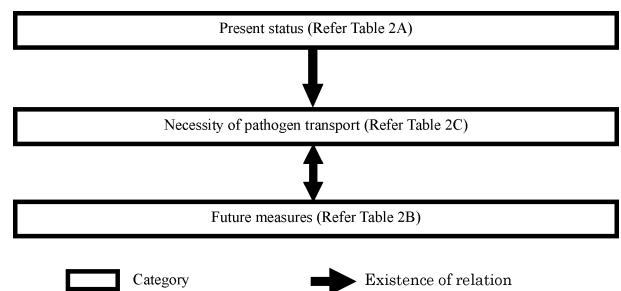 Present status (Refer Table 2A)
Necessity of pathogen transport (Refer Table 2C)
Future measures (Refer Table 2B)
Category
Existence of relation